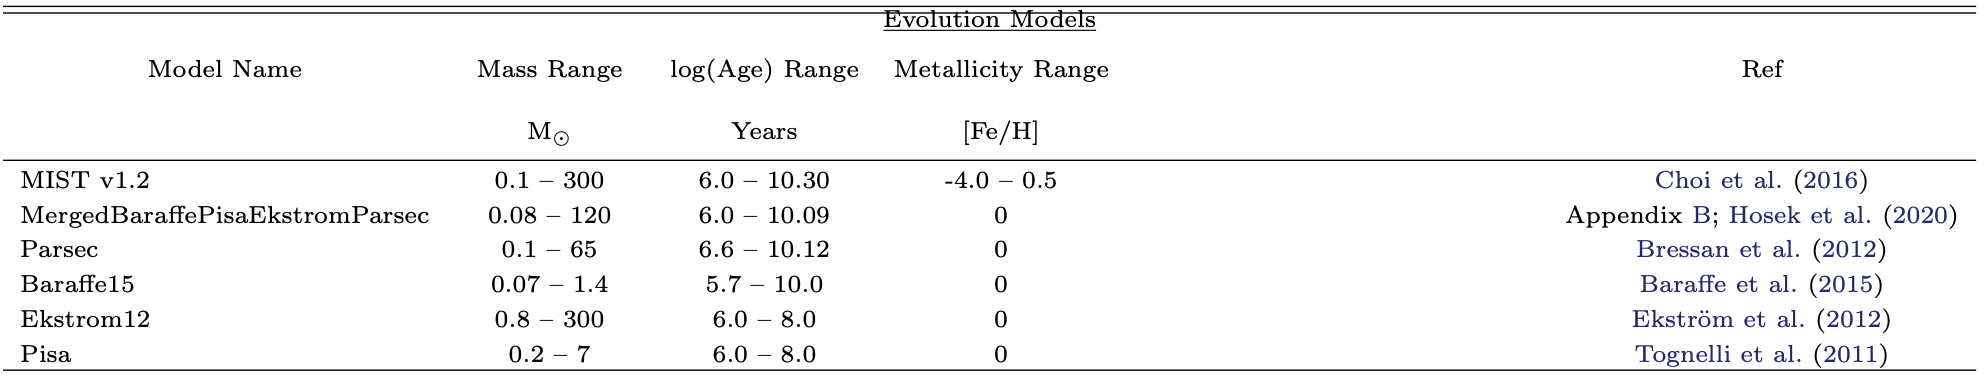 Evolution Models
Model Name Mass Range log(Age) Range Metallicity Range Ref
M☉ Years [Fe/H]
MIST v1.2 0.1 – 300 6.0 – 10.30 -4.0 – 0.5 Choi et al. (2016)
MergedBaraffePisaEkstromParsec 0.08 – 120 6.0 – 10.09 0 Appendix B; Hosek et al. (2020)
Parsec 0.1 – 65 6.6 – 10.12 0 Bressan et al. (2012)
Baraffe15 0.07 – 1.4 5.7 – 10.0 0 Baraffe et al. (2015)
Ekstrom12 0.8 – 300 6.0 – 8.0 0 Ekström et al. (2012)
Pisa 0.2 – 7 6.0 – 8.0 0 Tognelli et al. (2011)